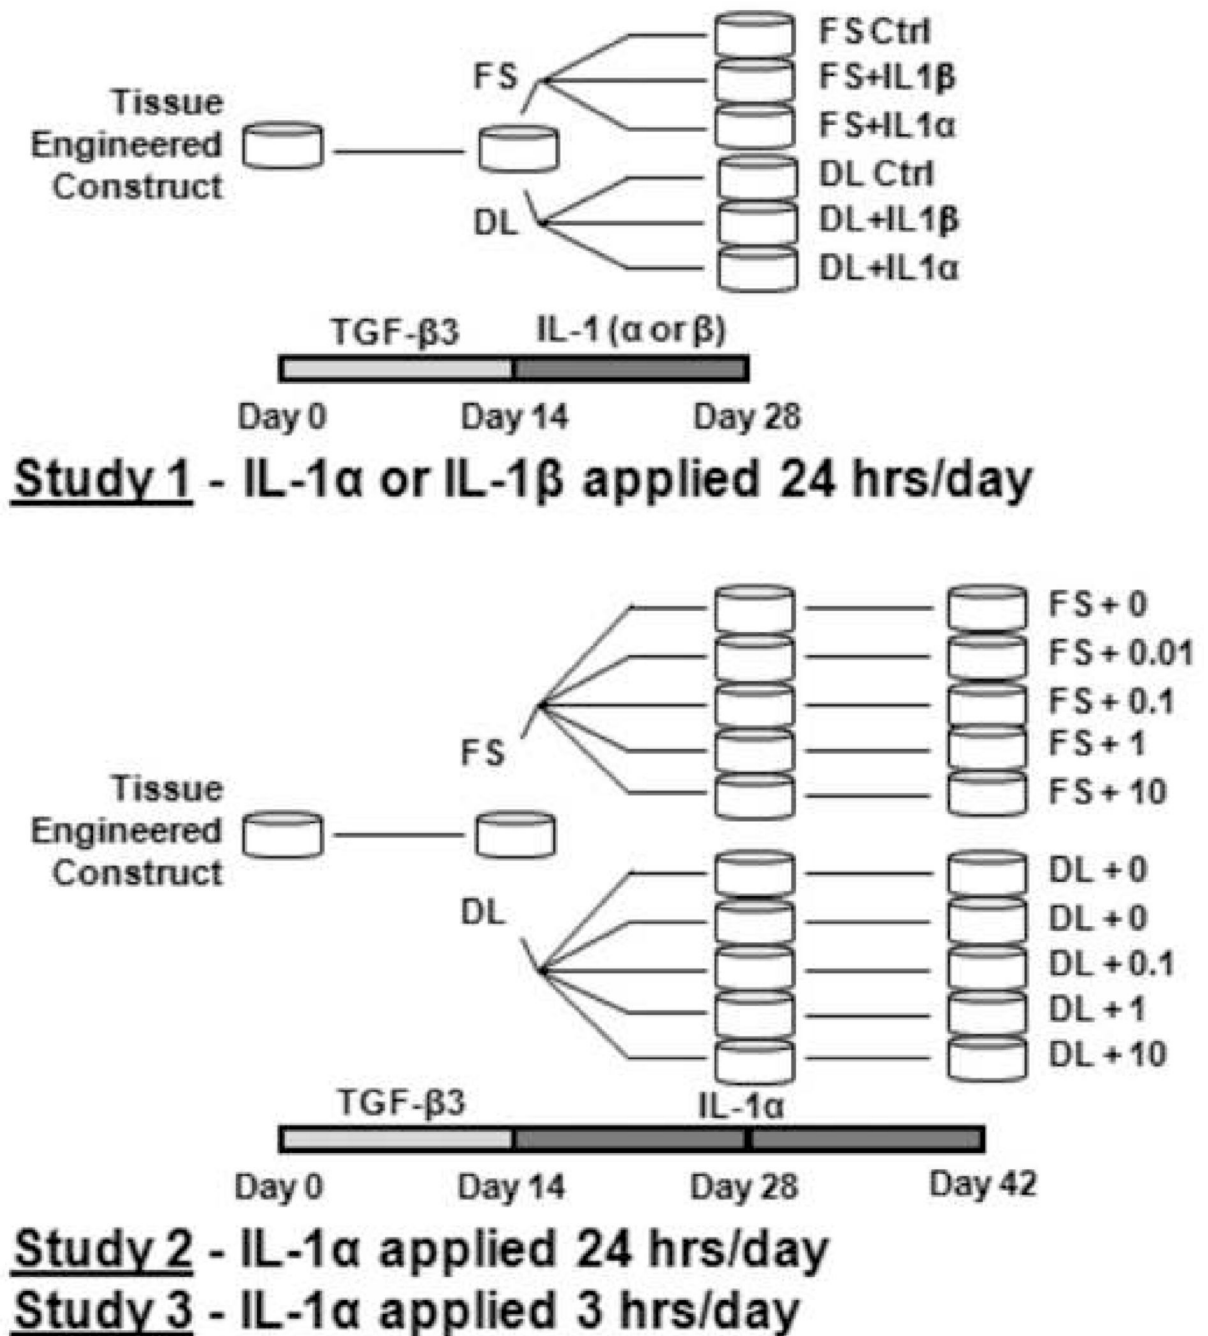 FS Ctrl
FS
FS+IL1β
Tissue
Engineered
Construct
FS+IL1α
DL Ctrl
DL
DL+IL1β
DL+IL1α
TGF-β3 IL-1 (α or β)
Day 0 Day 14 Day 28
Study 1 - IL-1α or IL-1β applied 24 hrs/day
FS + 0
FS + 0.01
FS + 0.1
FS
FS + 1
FS + 10
Tissue
Engineered
Construct
DL + 0
DL
DL + 0
DL + 0.1
DL + 1
DL + 10
TGF-β3 IL-1α
Day 0 Day 14 Day 28 Day 42
Study 2 - IL-1α applied 24 hrs/day
Study 3 - IL-1α applied 3 hrs/day